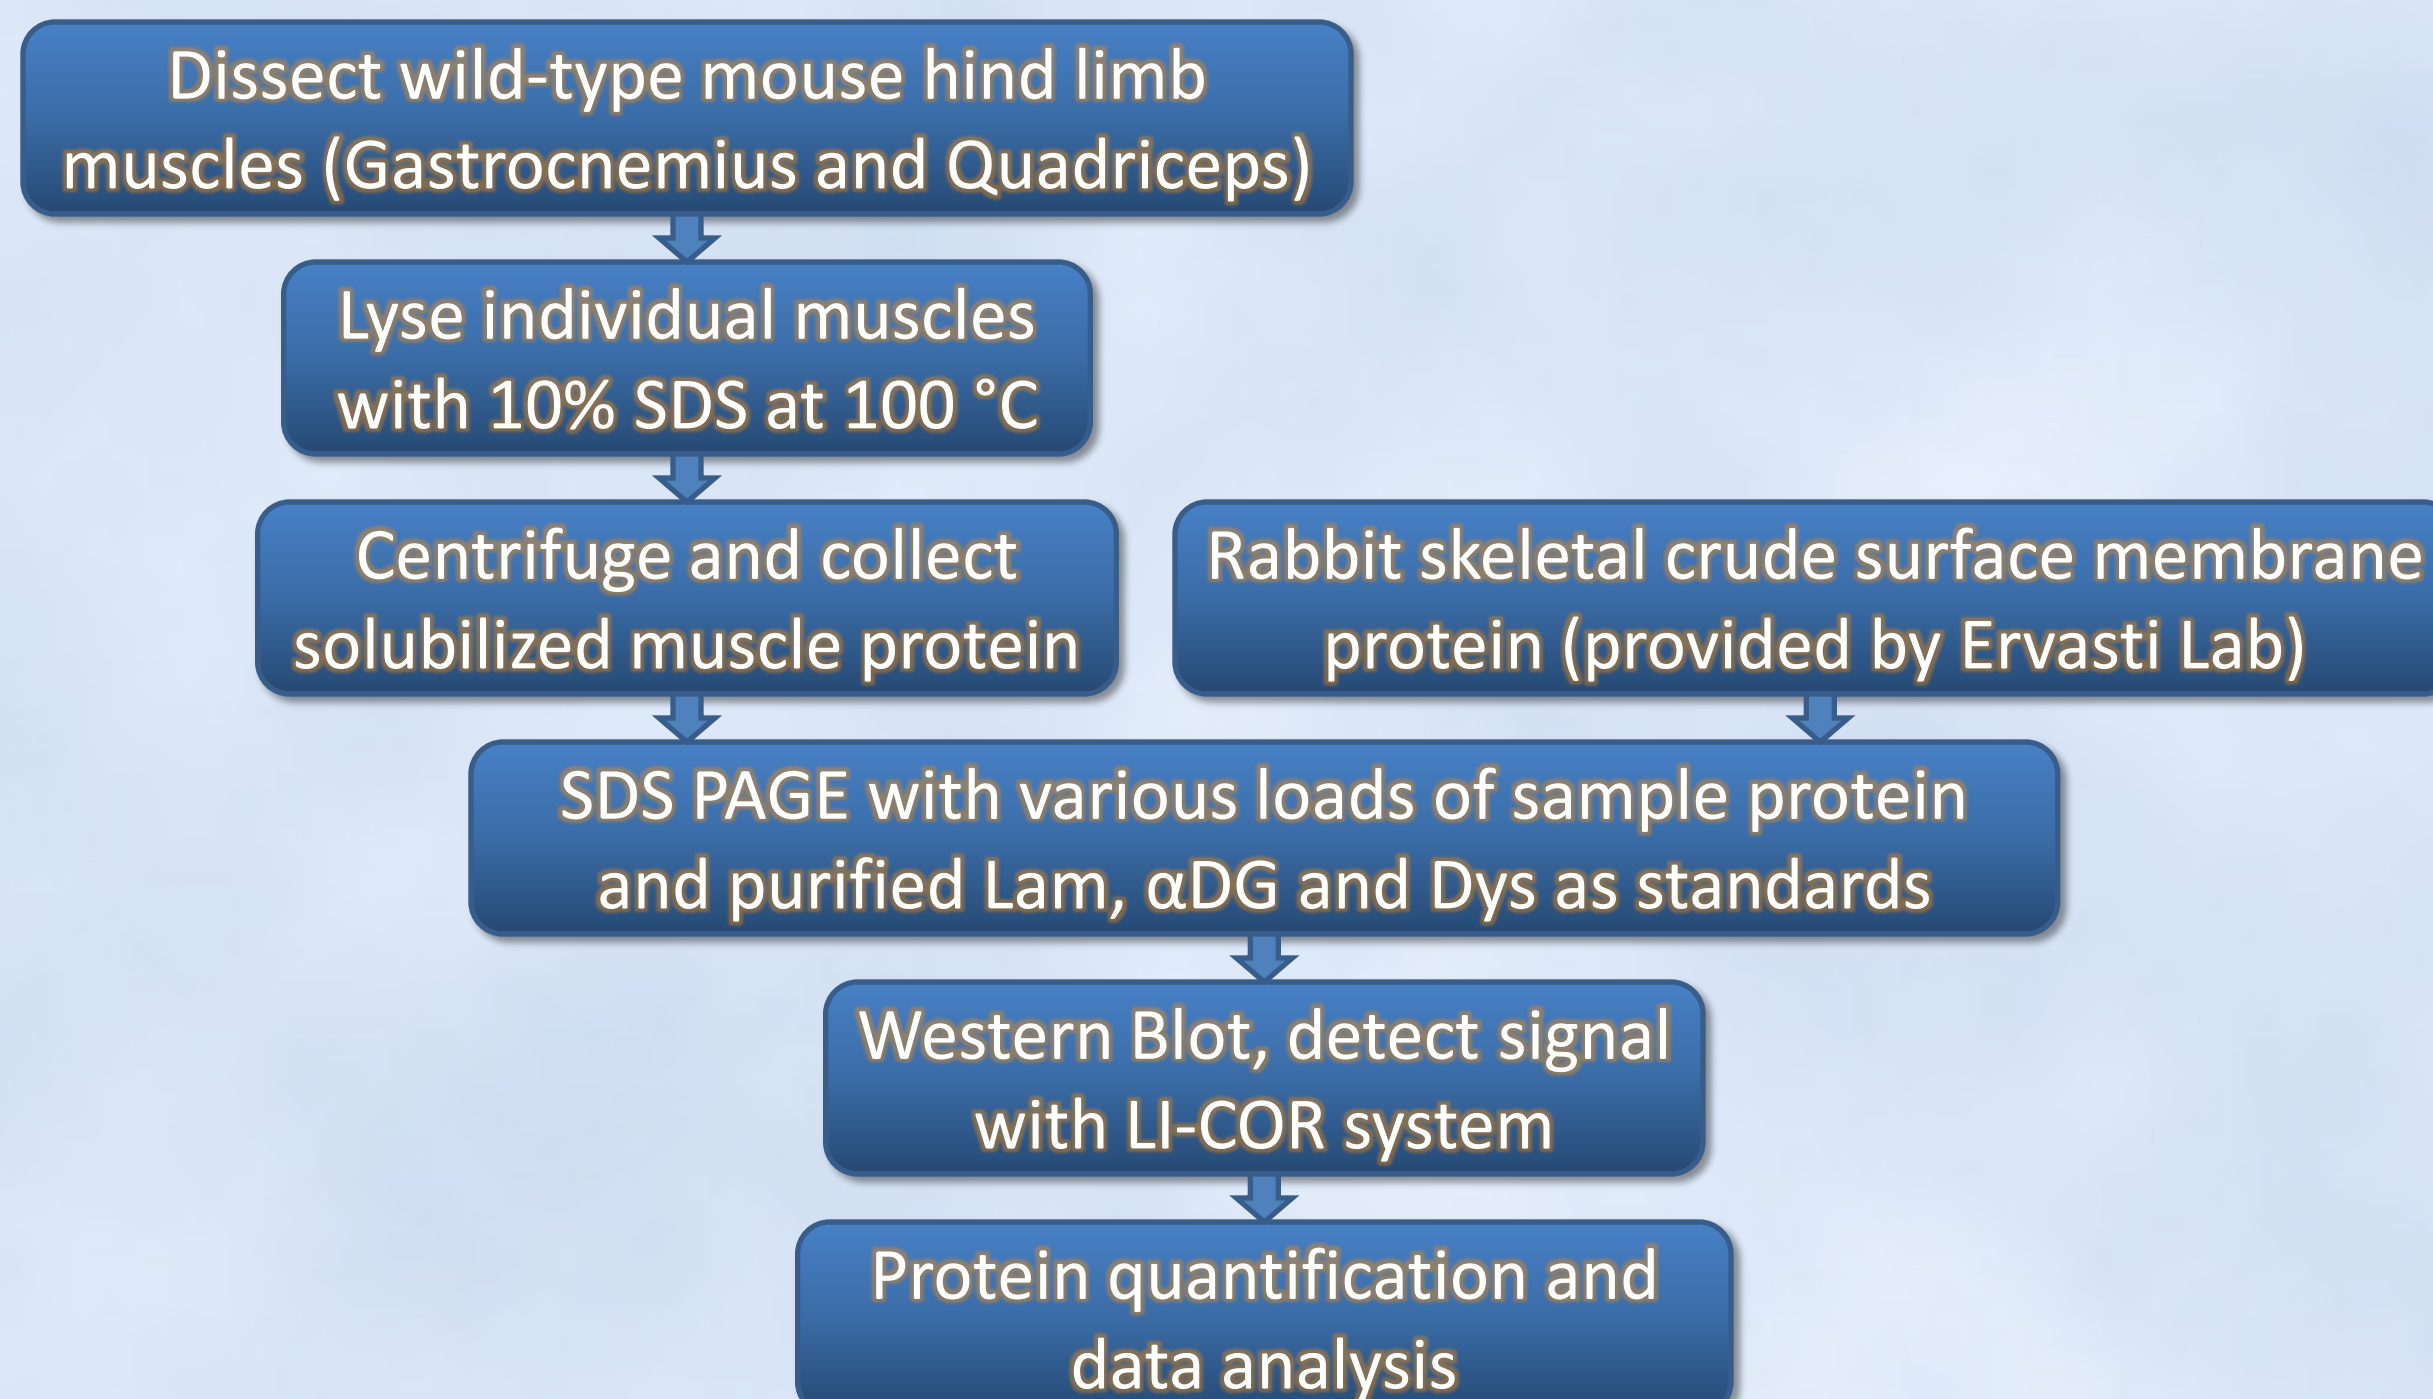 Dissect wild-type mouse hind limb
muscles (Gastrocnemius and Quadriceps)
Lyse individual muscles
with 10% SDS at 100 °C
Centrifuge and collect
solubilized muscle protein
Rabbit skeletal crude surface membrane
protein (provided by Ervasti Lab)
SDS PAGE with various loads of sample protein
and purified Lam, αDG and Dys as standards
Western Blot, detect signal
with LI-COR system
Protein quantification and
data analysis